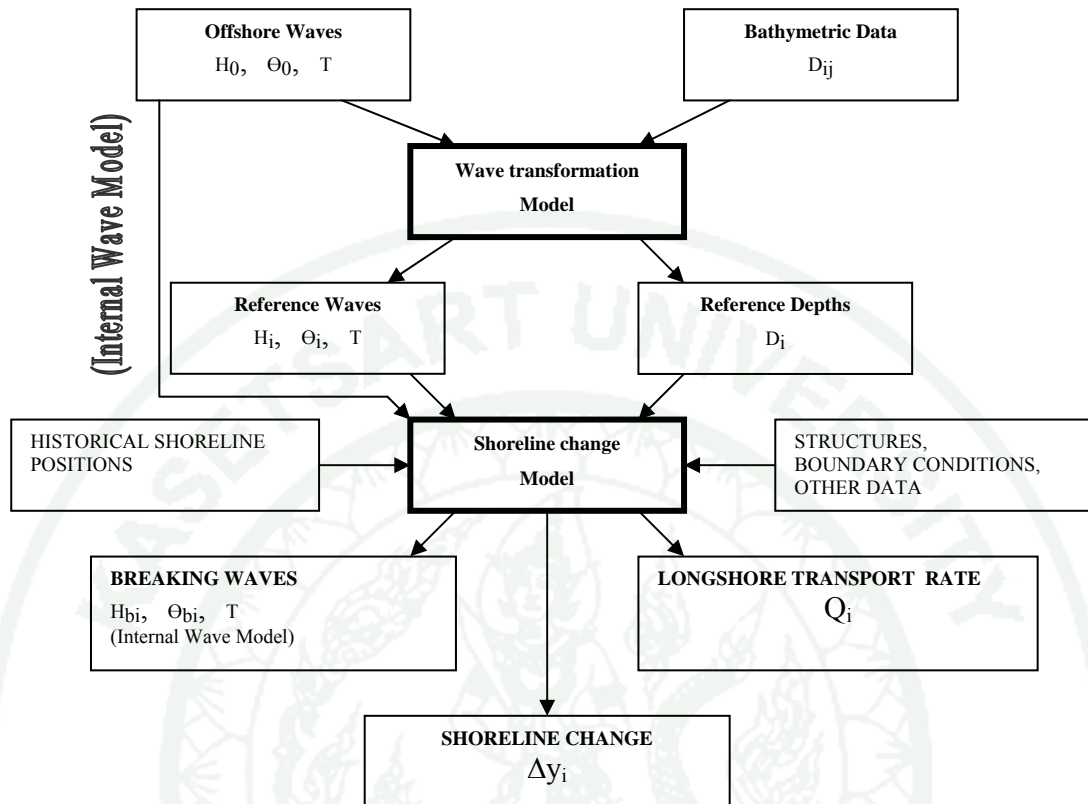 Offshore Waves
H0, ϴ0, T
Bathymetric Data
Dij
(Internal Wave Model)
Wave transformation
Model
Reference Waves
Hi, ϴi, T
Reference Depths
Di
HISTORICAL SHORELINE
POSITIONS
Shoreline change
Model
STRUCTURES,
BOUNDARY CONDITIONS,
OTHER DATA
BREAKING WAVES
Hbi, ϴbi, T
(Internal Wave Model)
LONGSHORE TRANSPORT RATE
Qi
SHORELINE CHANGE
Δyi
KASETSART UNIVERSITY